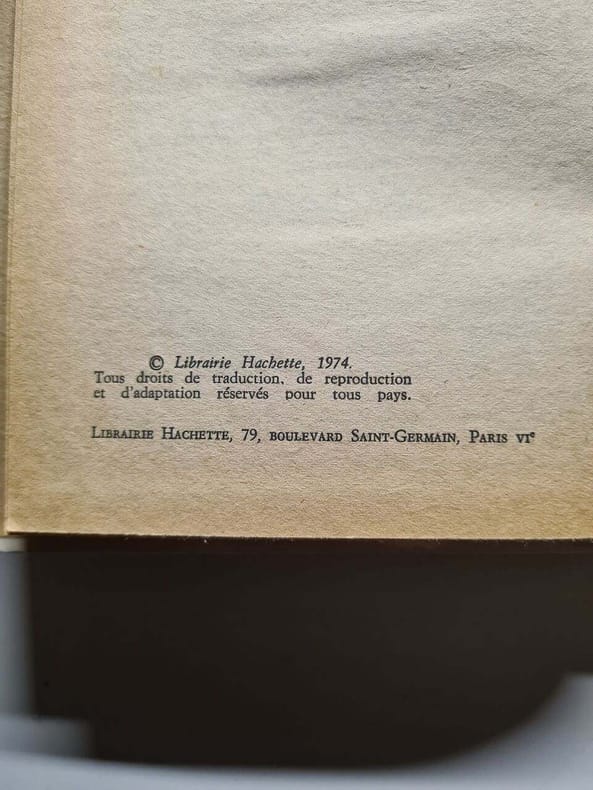 © Librairie Hachette, 1974.
Tous droits de traduction, de reproduction
et d'adaptation réservés pour tous pays.
LIBRAIRIE HACHETTE, 79, BOULEVARD SAINT-GERMAIN, PARIS VIᵉ